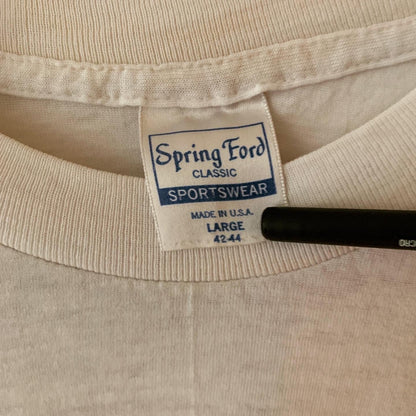 Spring Ford
CLASSIC
SPORTSWEAR
MADE IN U.S.A.
LARGE
42-44